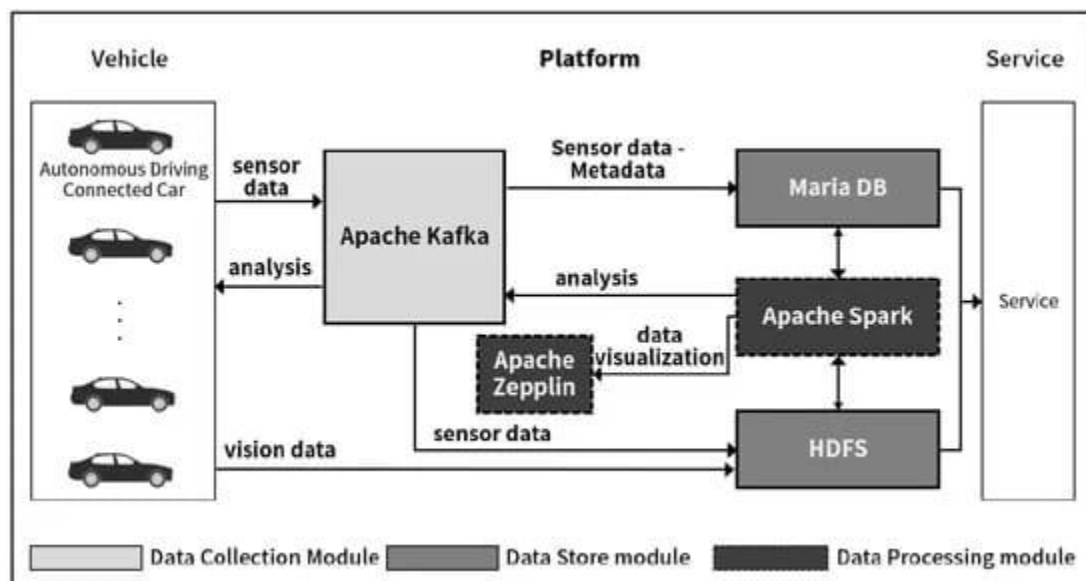 Vehicle
Platform
Service
Autonomous Driving
Connected Car
sensor
data
analysis
Apache Kafka
Sensor data -
Metadata
Maria DB
analysis
Apache Spark
data
visualization
Apache
Zepplin
sensor data
vision data
HDFS
Service
Data Collection Module
Data Store module
Data Processing module